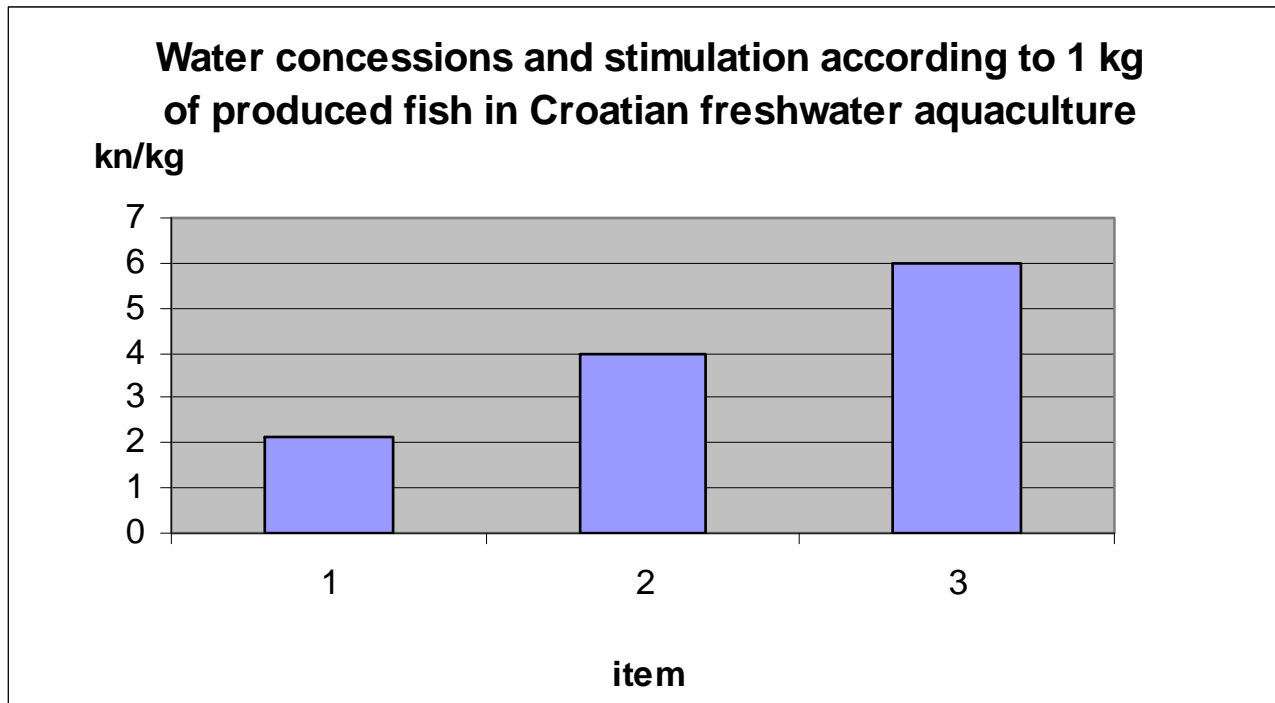 Water concessions and stimulation according to 1 kg
of produced fish in Croatian freshwater aquaculture
kn/kg
7
6
5
4
3
2
1
0
1 2 3
item